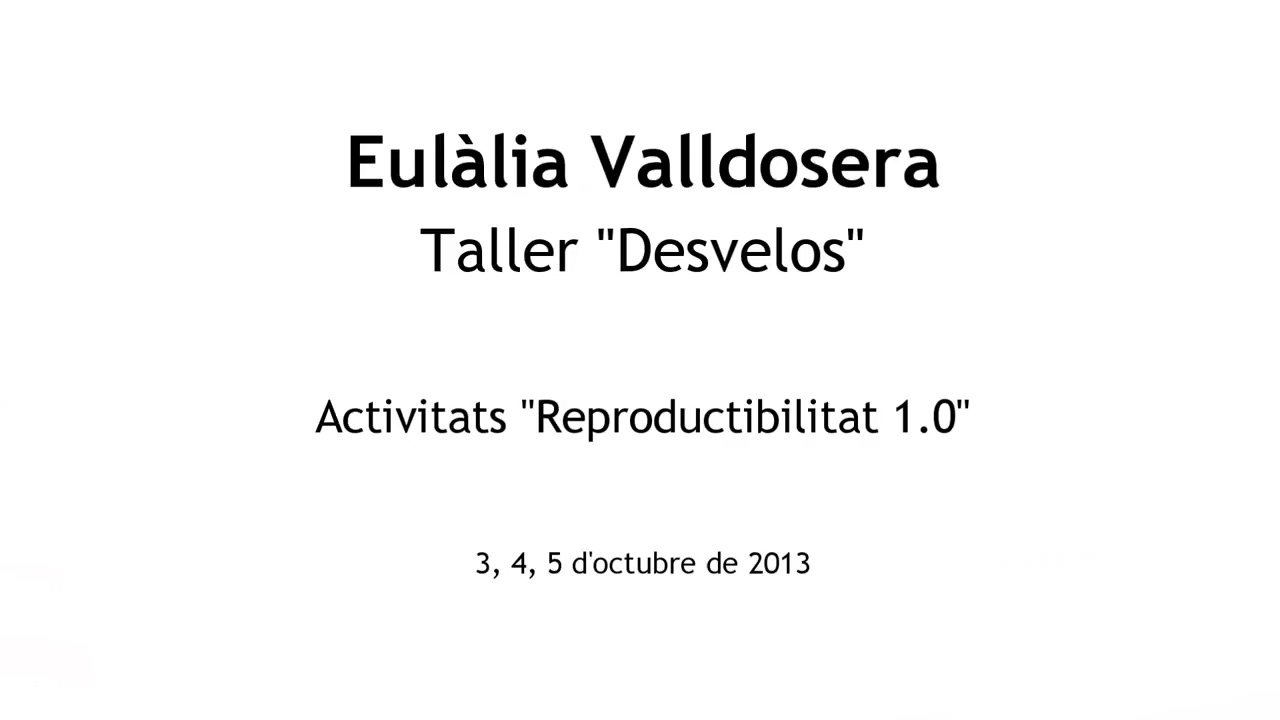 Eulàlia Valldosera
Taller "Desvelos"
Activitats "Reproductibilitat 1.0"
3, 4, 5 d'octubre de 2013